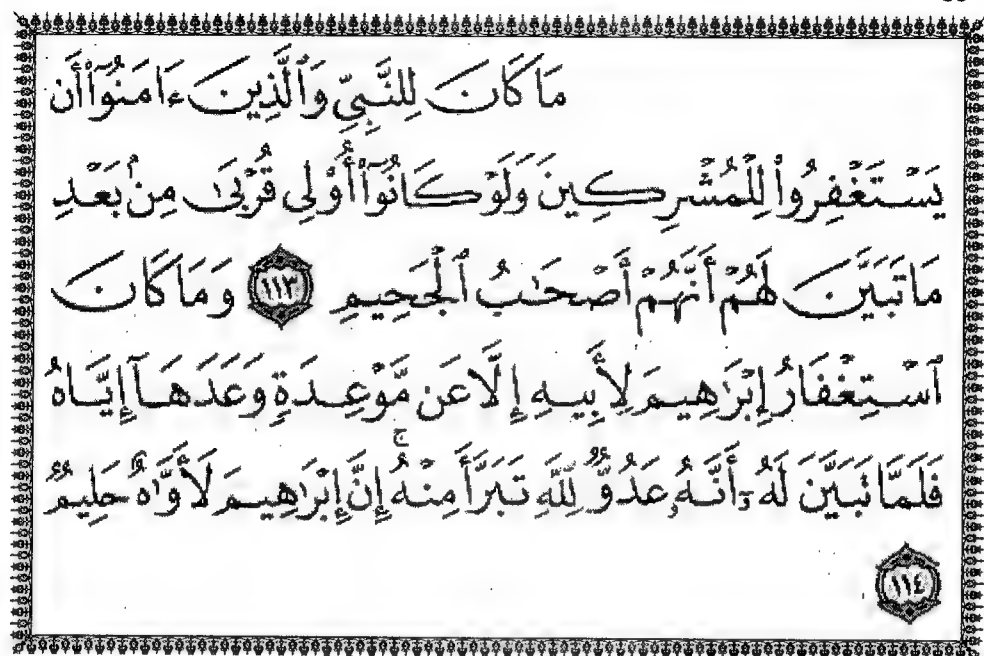 مَا كَانَ لِلنَّبِيِّ وَٱلَّذِينَ ءَامَنُوٓا۟ أَن
يَسْتَغْفِرُوا۟ لِلْمُشْرِكِينَ وَلَوْ كَانُوٓا۟ أُو۟لِى قُرْبَىٰ مِنۢ بَعْدِ
مَا تَبَيَّنَ لَهُمْ أَنَّهُمْ أَصْحَٰبُ ٱلْجَحِيمِ ١١٣ وَمَا كَانَ
ٱسْتِغْفَارُ إِبْرَٰهِيمَ لِأَبِيهِ إِلَّا عَن مَّوْعِدَةٍ وَعَدَهَآ إِيَّاهُ
فَلَمَّا تَبَيَّنَ لَهُۥٓ أَنَّهُۥ عَدُوٌّ لِّلَّهِ تَبَرَّأَ مِنْهُ ۚ إِنَّ إِبْرَٰهِيمَ لَأَوَّٰهٌ حَلِيمٌ
١١٤